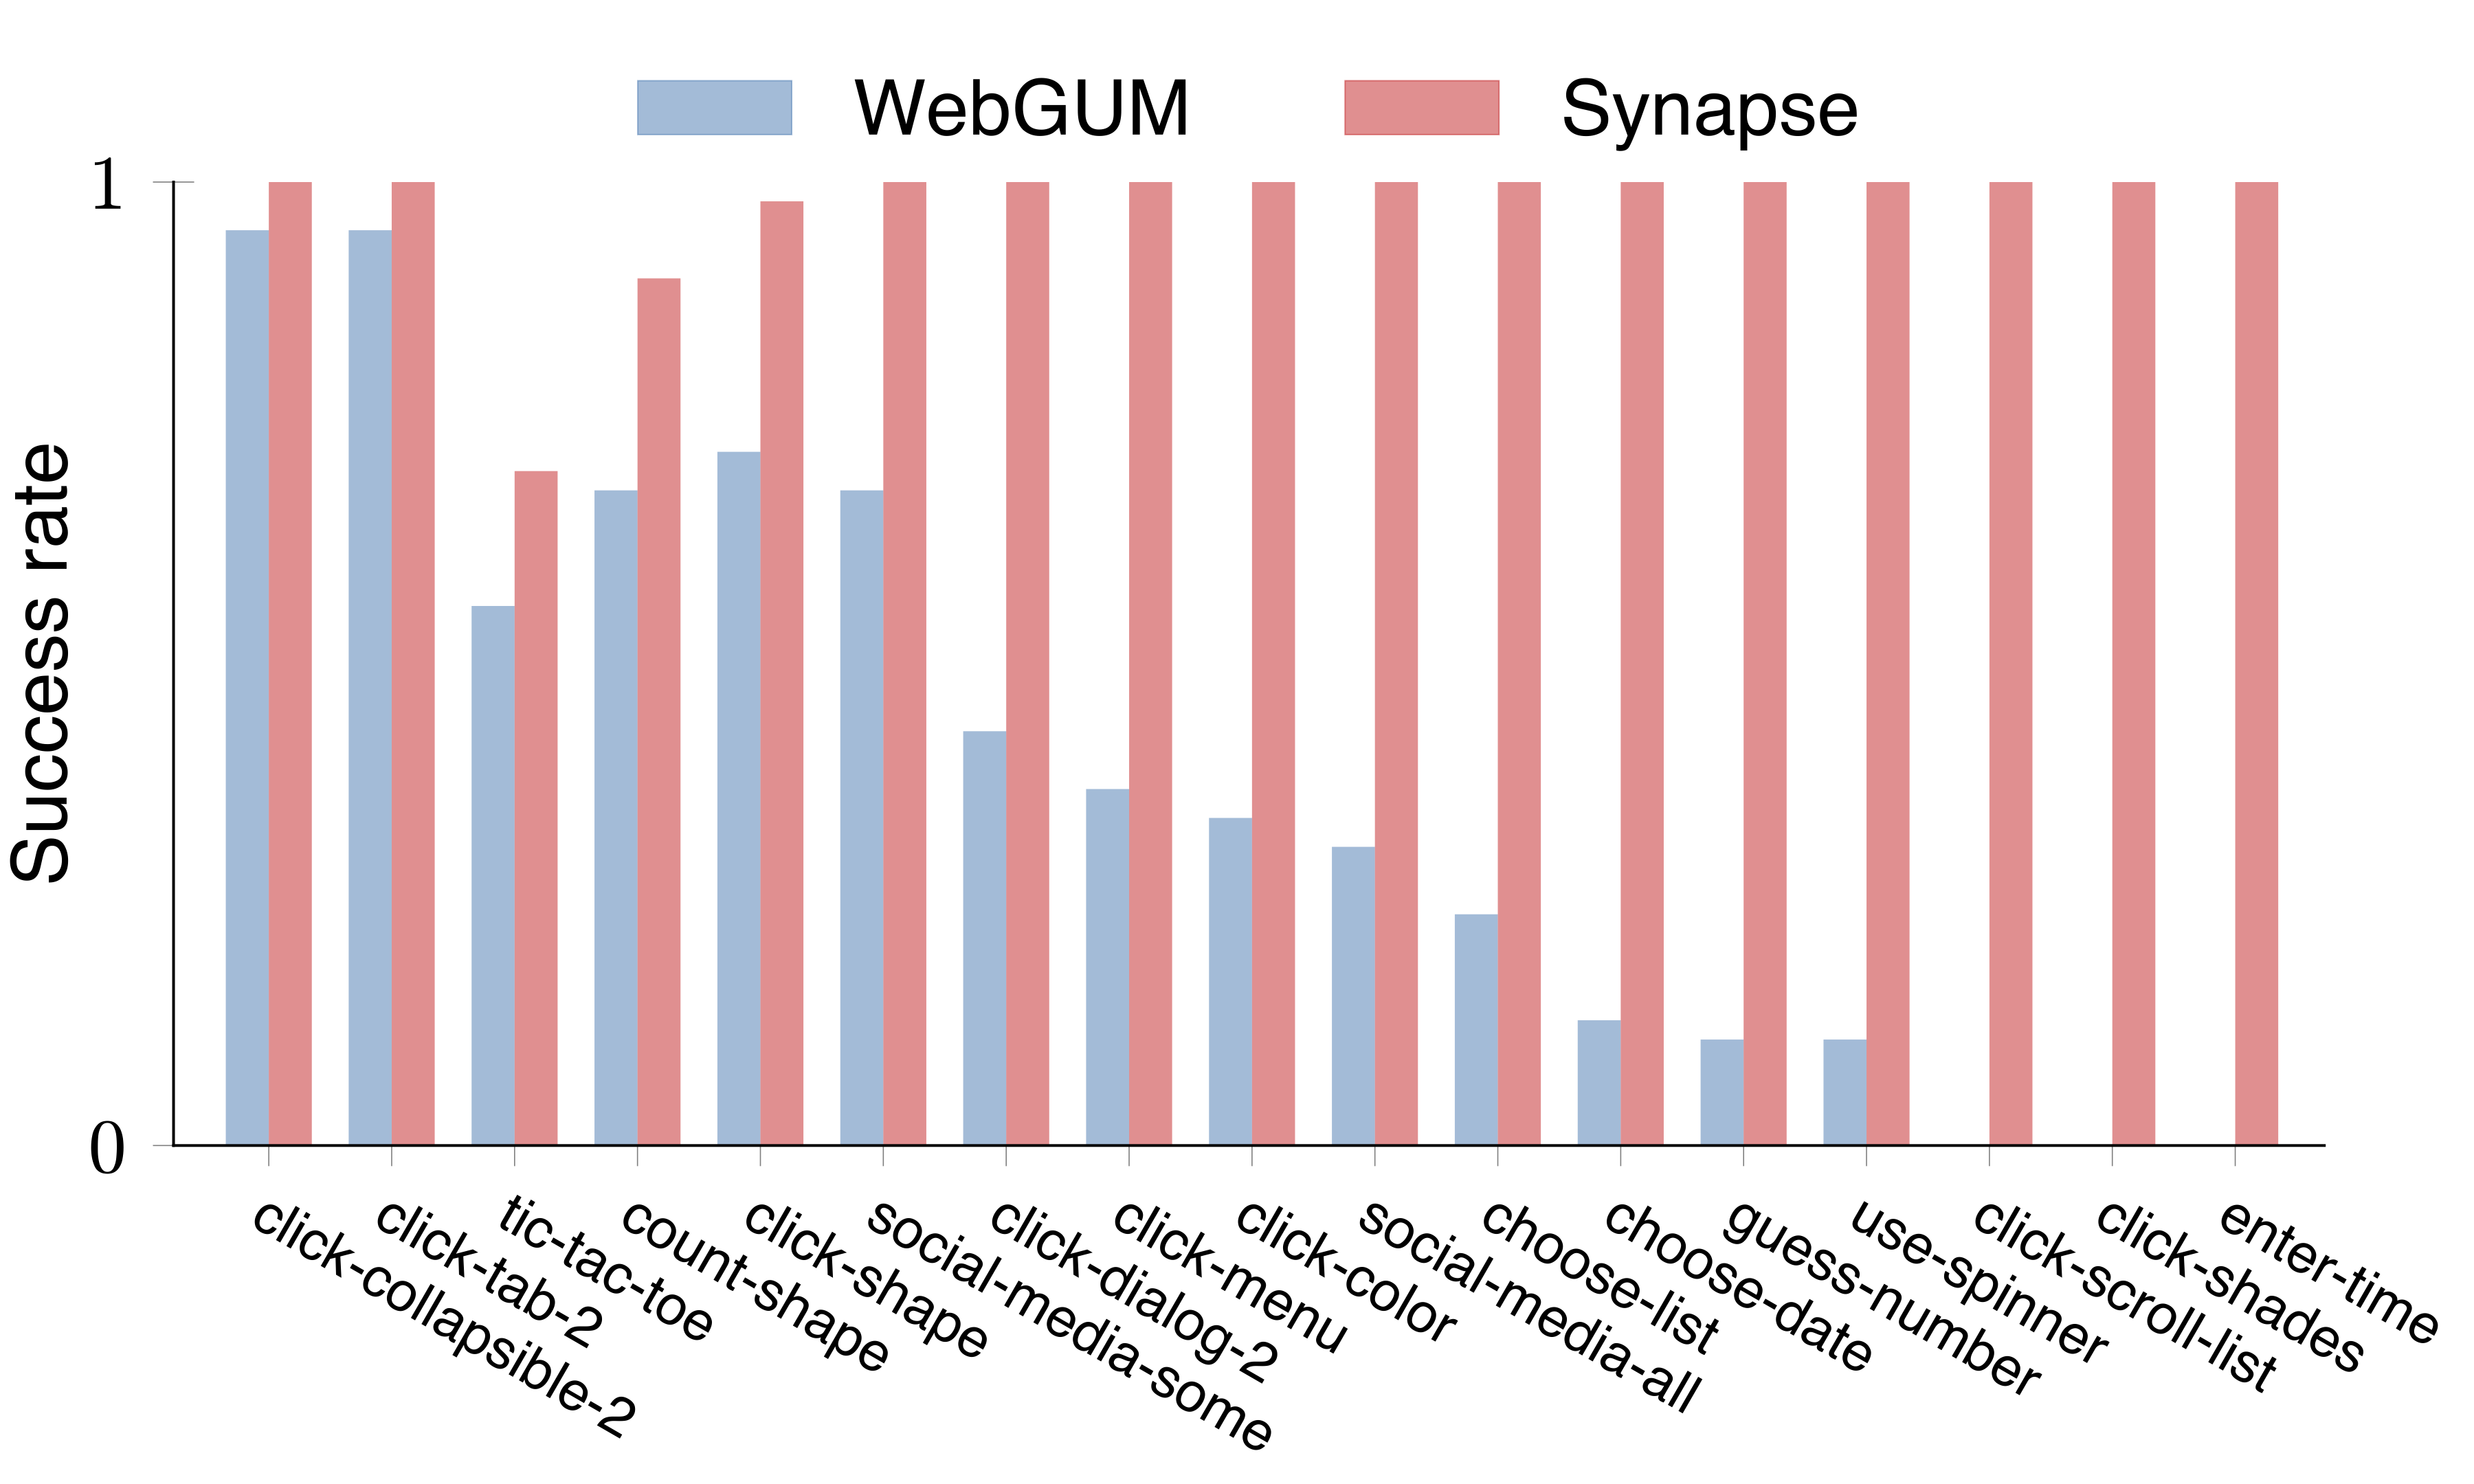 WebGUM
Synapse
1
Success rate
0
click-collapsible-2
click-tab-2
tic-tac-toe
count-shape
click-shape
social-media-some
click-dialog-2
click-menu
click-color
social-media-all
choose-list
choose-date
guess-number
use-spinner
click-scroll-list
click-shades
enter-time